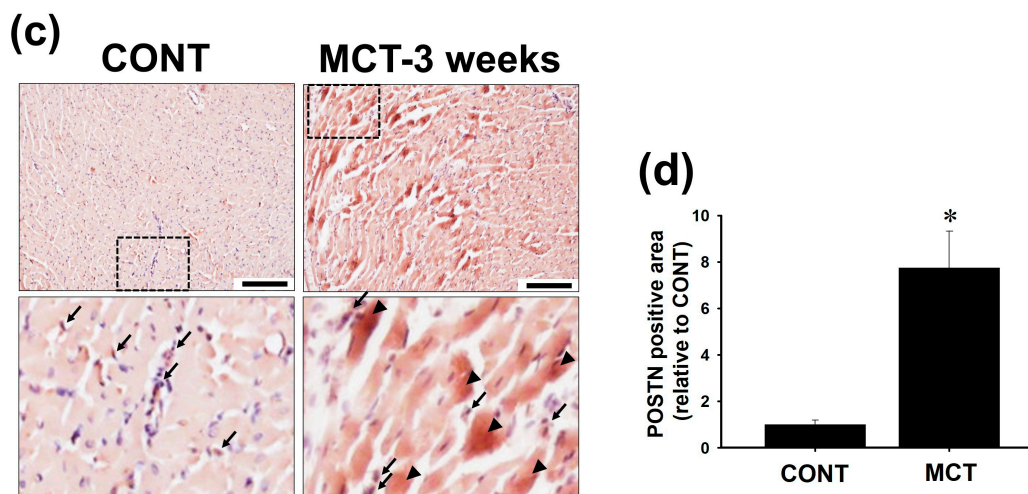 (c)
CONT
MCT-3 weeks
(d)
POSTN positive area
(relative to CONT)
10
8
6
4
2
0
*
CONT
MCT